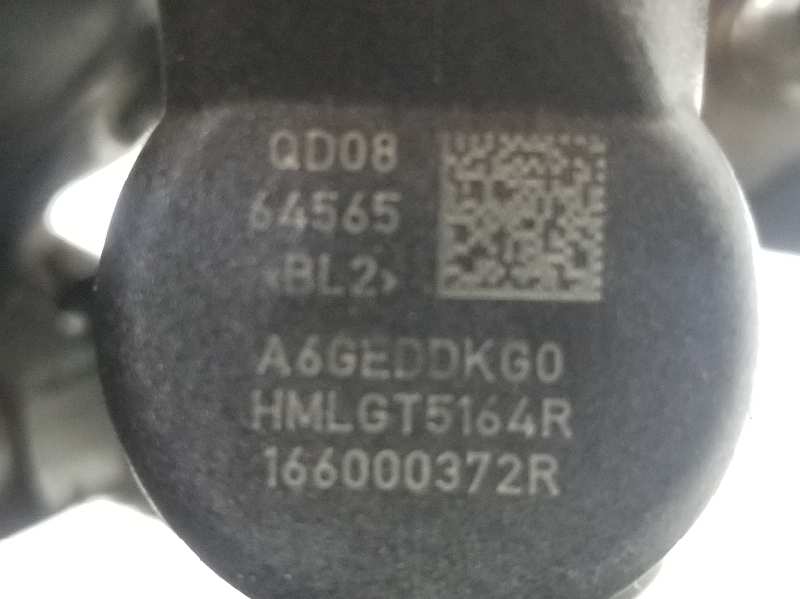 QD08
64565
<BL2>
A6GEDDKG0
HMLGT5164R
166000372R